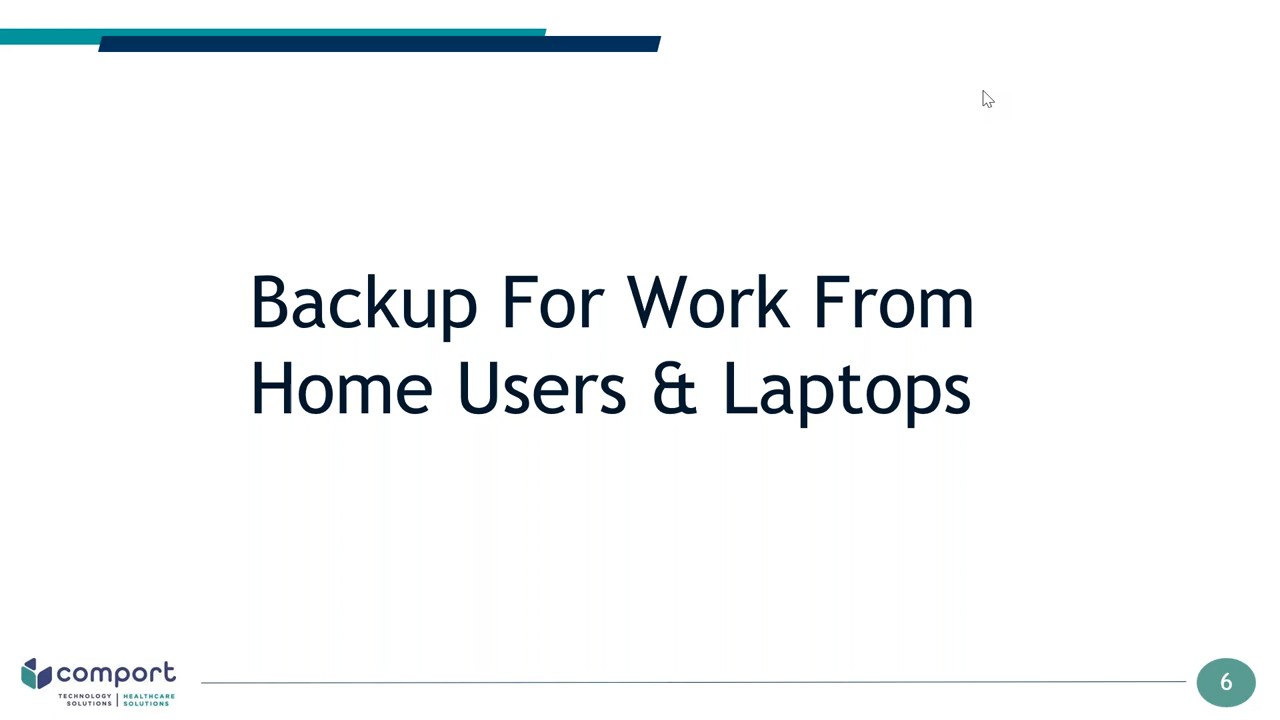 Backup For Work From
Home Users & Laptops
comport
TECHNOLOGY SOLUTIONS | HEALTHCARE SOLUTIONS
6